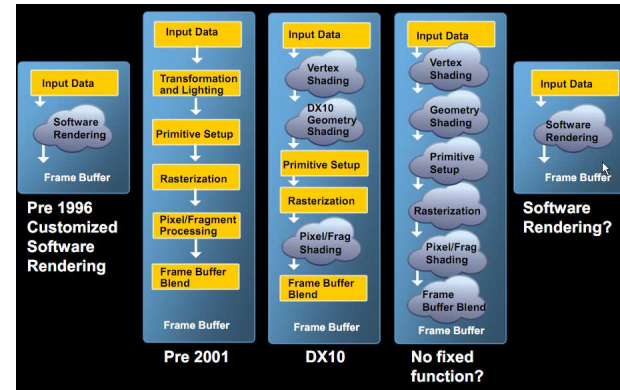 Input Data
Software
Rendering
Frame Buffer
Pre 1996
Customized
Software
Rendering
Input Data
Transformation
and Lighting
Primitive Setup
Rasterization
Pixel/Fragment
Processing
Frame Buffer
Blend
Frame Buffer
Pre 2001
Input Data
Vertex
Shading
DX10
Geometry
Shading
Primitive Setup
Rasterization
Pixel/Frag
Shading
Frame Buffer
Blend
Frame Buffer
DX10
Input Data
Vertex
Shading
Geometry
Shading
Primitive
Setup
Rasterization
Pixel/Frag
Shading
Frame
Buffer Blend
Frame Buffer
No fixed
function?
Input Data
Software
Rendering
Frame Buffer
Software
Rendering?